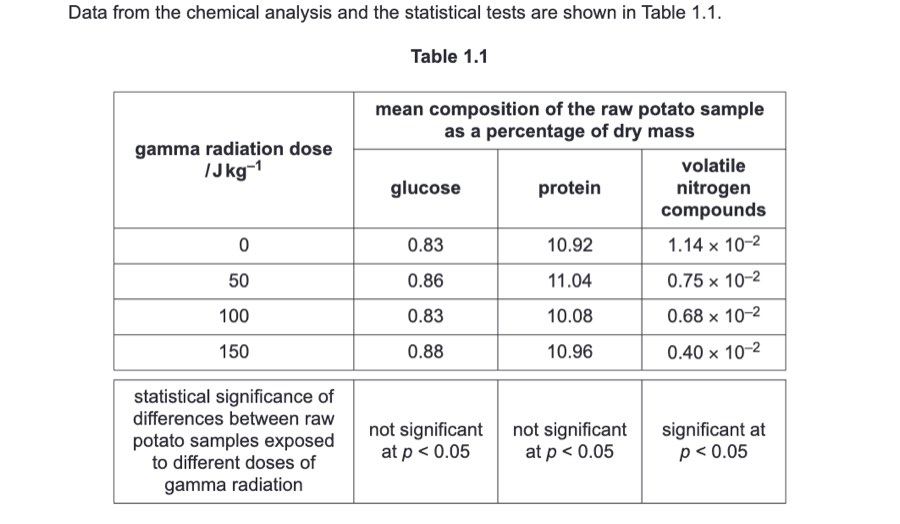 Data from the chemical analysis and the statistical tests are shown in Table 1.1.
Table 1.1
gamma radiation dose
/Jkg⁻¹
mean composition of the raw potato sample
as a percentage of dry mass
glucose
protein
volatile
nitrogen
compounds
0 0.83 10.92 1.14 × 10⁻²
50 0.86 11.04 0.75 × 10⁻²
100 0.83 10.08 0.68 × 10⁻²
150 0.88 10.96 0.40 × 10⁻²
statistical significance of
differences between raw
potato samples exposed
to different doses of
gamma radiation
not significant
at p < 0.05
not significant
at p < 0.05
significant at
p < 0.05